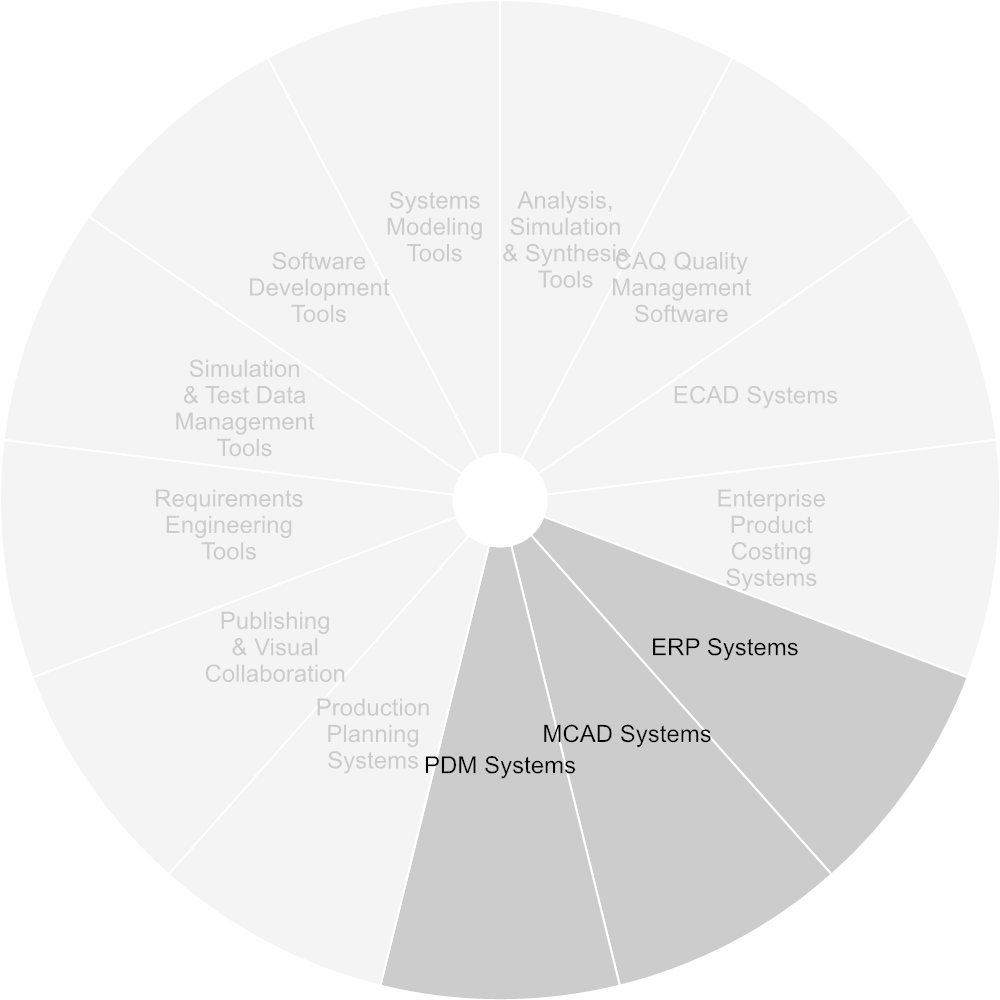 Systems
Modeling
Tools
Analysis,
Simulation
& Synthesis
Tools
CAQ Quality
Management
Software
ECAD Systems
Enterprise
Product
Costing
Systems
ERP Systems
MCAD Systems
PDM Systems
Production
Planning
Systems
Publishing
& Visual
Collaboration
Requirements
Engineering
Tools
Simulation
& Test Data
Management
Tools
Software
Development
Tools